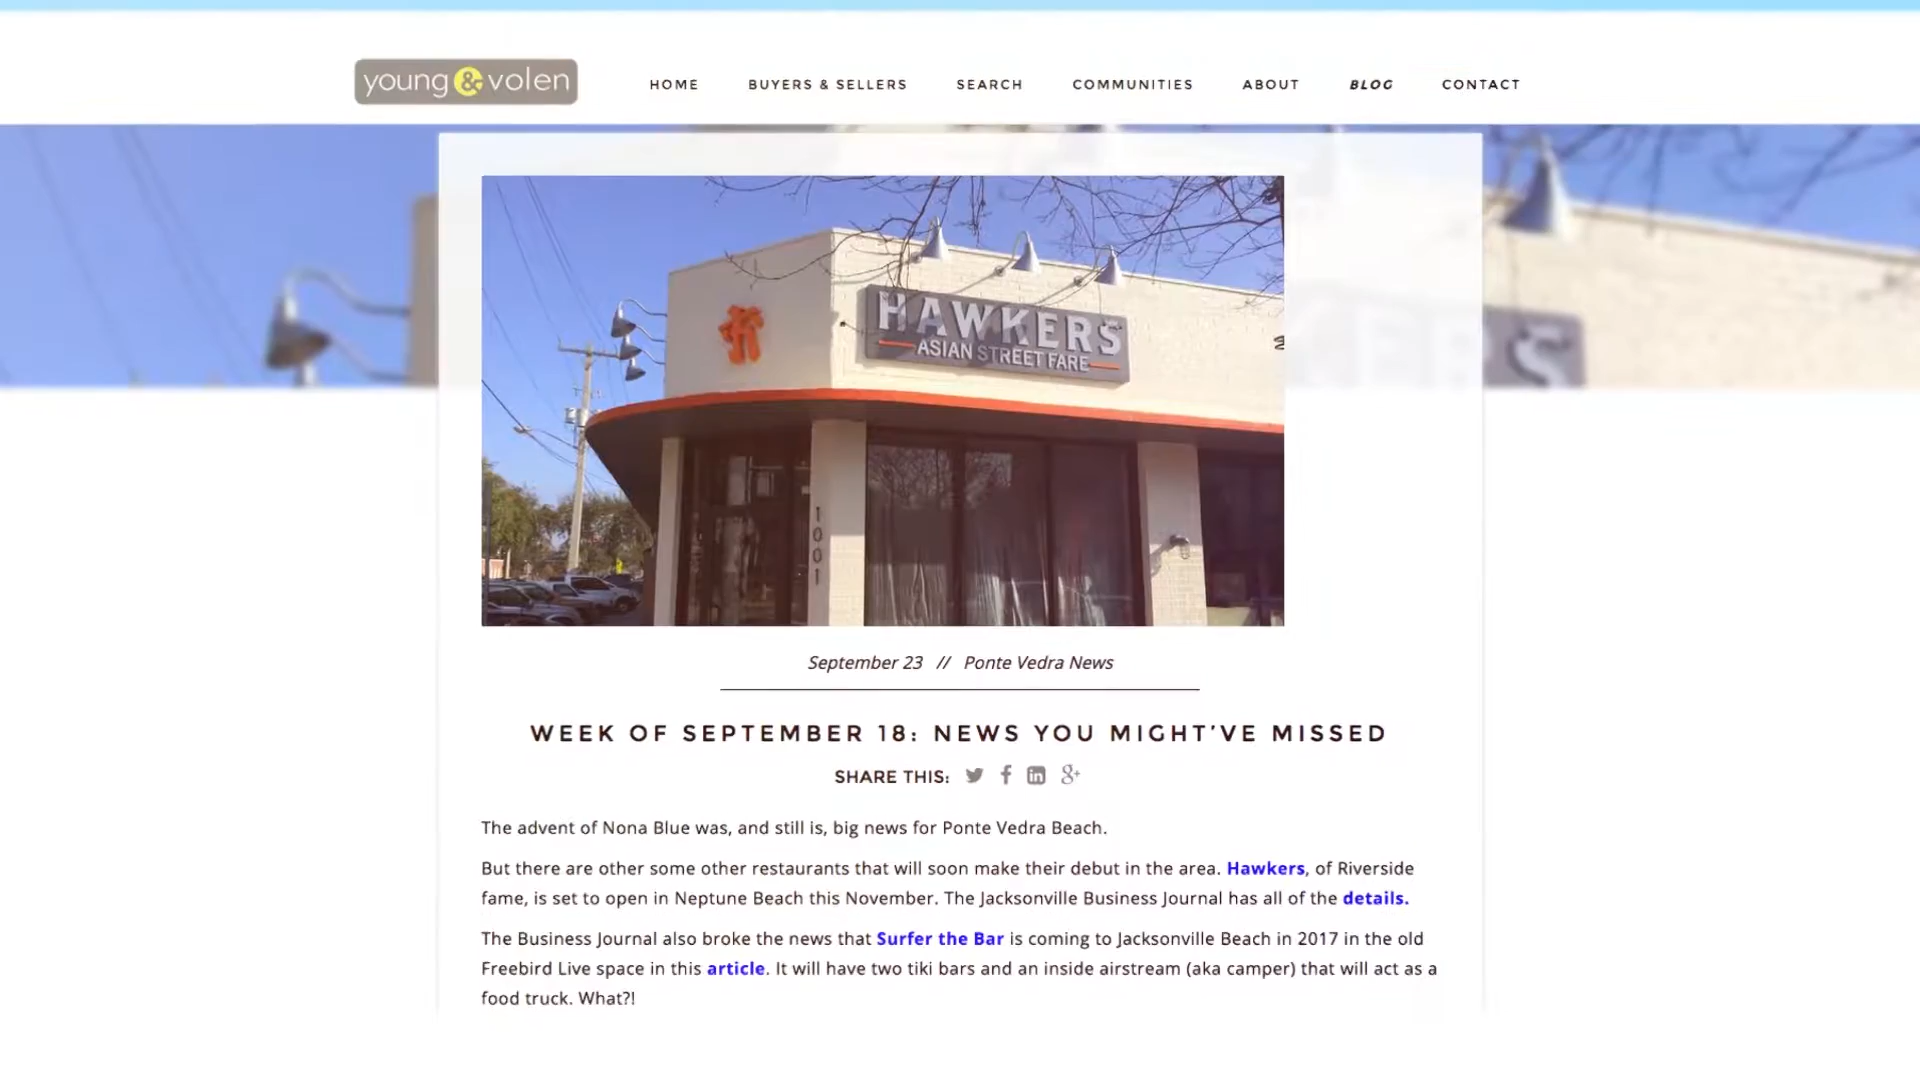 young & volen
HOME BUYERS & SELLERS SEARCH COMMUNITIES ABOUT BLOG CONTACT
HAWKERS
ASIAN STREET FARE
1001
September 23 // Ponte Vedra News
WEEK OF SEPTEMBER 18: NEWS YOU MIGHT'VE MISSED
SHARE THIS:
The advent of Nona Blue was, and still is, big news for Ponte Vedra Beach.
But there are other some other restaurants that will soon make their debut in the area. Hawkers, of Riverside
fame, is set to open in Neptune Beach this November. The Jacksonville Business Journal has all of the details.
The Business Journal also broke the news that Surfer the Bar is coming to Jacksonville Beach in 2017 in the old
Freebird Live space in this article. It will have two tiki bars and an inside airstream (aka camper) that will act as a
food truck. What?!